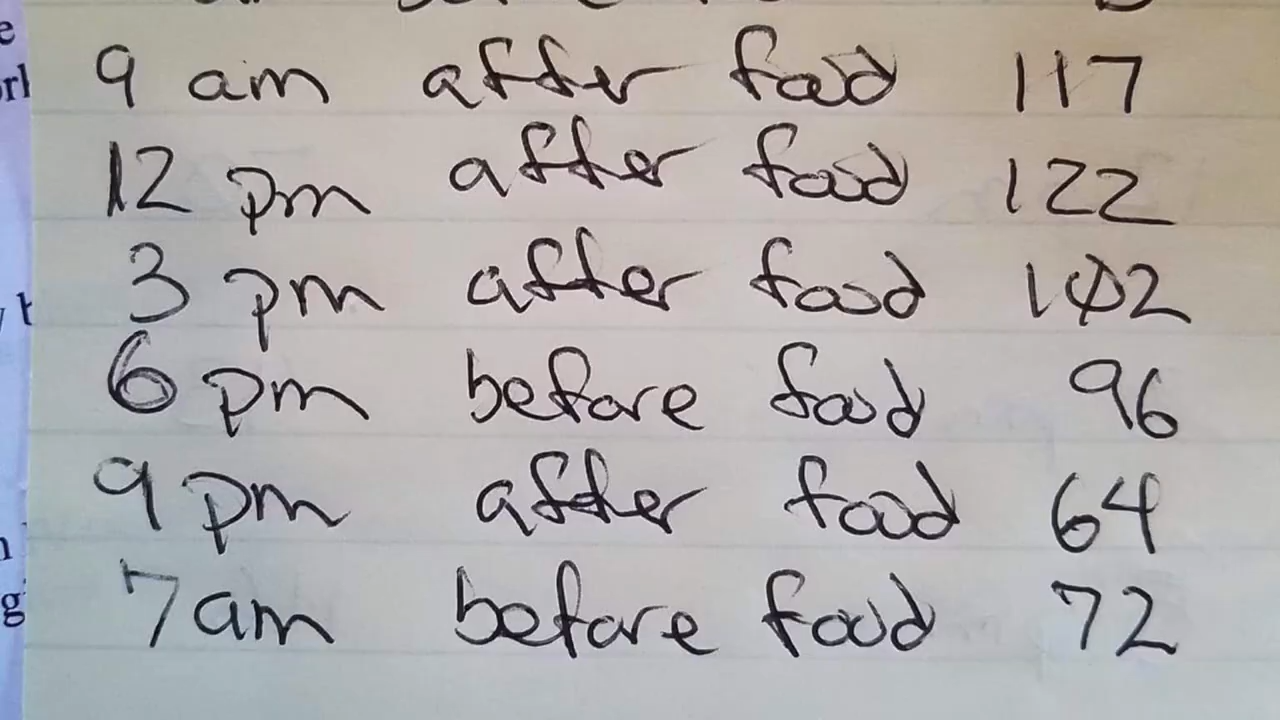 9 am after food 117
12 pm after food 122
3 pm after food 102
6 pm before food 96
9 pm after food 64
7 am before food 72